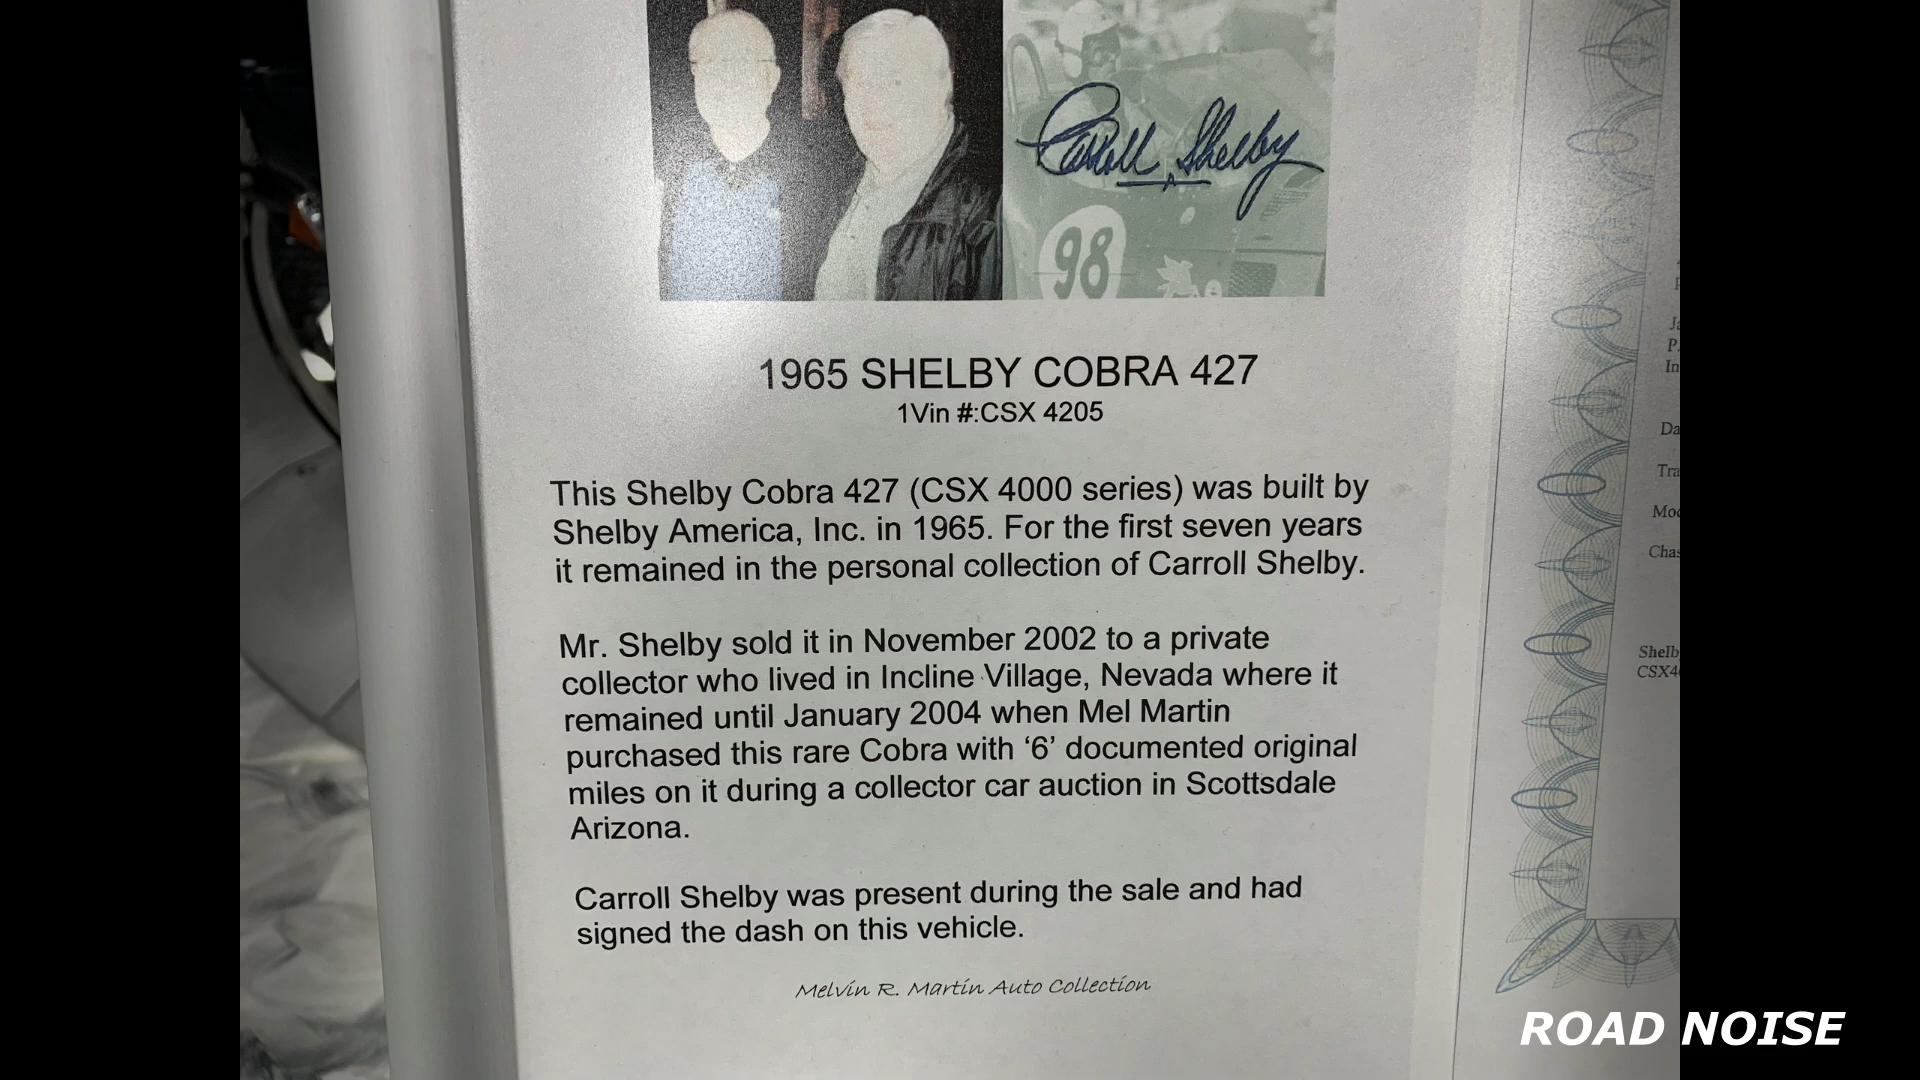 Carroll Shelby
98
1965 SHELBY COBRA 427
1Vin #:CSX 4205
This Shelby Cobra 427 (CSX 4000 series) was built by
Shelby America, Inc. in 1965. For the first seven years
it remained in the personal collection of Carroll Shelby.
Mr. Shelby sold it in November 2002 to a private
collector who lived in Incline Village, Nevada where it
remained until January 2004 when Mel Martin
purchased this rare Cobra with ‘6’ documented original
miles on it during a collector car auction in Scottsdale
Arizona.
Carroll Shelby was present during the sale and had
signed the dash on this vehicle.
Melvin R. Martin Auto Collection
In
Da
Tra
Chas
Shelb
ROAD NOISE